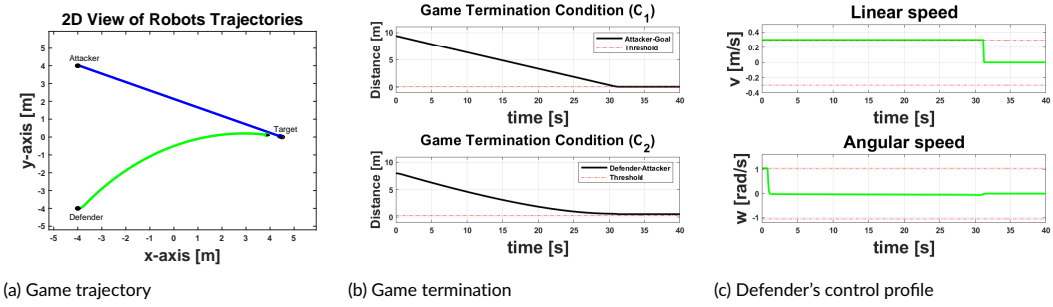 2D View of Robots Trajectories
5
4
3
2
1
0
-1
-2
-3
-4
-5
y-axis [m]
Attacker
Target
Defender
-5 -4 -3 -2 -1 0 1 2 3 4 5
x-axis [m]
(a) Game trajectory
Game Termination Condition (C1)
10
5
0
Distance [m]
Attacker-Goal
Threshold
0 5 10 15 20 25 30 35 40
time [s]
Game Termination Condition (C2)
10
5
0
Distance [m]
Defender-Attacker
Threshold
0 5 10 15 20 25 30 35 40
time [s]
(b) Game termination
Linear speed
0.4
0.2
0
-0.2
-0.4
v [m/s]
0 5 10 15 20 25 30 35 40
time [s]
Angular speed
1
0
-1
w [rad/s]
0 5 10 15 20 25 30 35 40
time [s]
(c) Defender's control profile